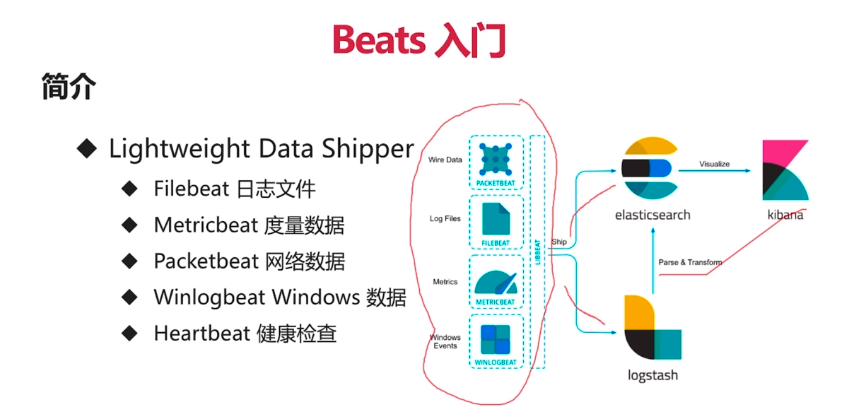 Beats 入门
简介
◆ Lightweight Data Shipper
◆ Filebeat 日志文件
◆ Metricbeat 度量数据
◆ Packetbeat 网络数据
◆ Winlogbeat Windows 数据
◆ Heartbeat 健康检查
Wire Data
PACKETBEAT
Log Files
FILEBEAT
Metrics
METRICBEAT
Windows
Events
WINLOGBEAT
LIBBEAT
Ship
elasticsearch
Visualize
kibana
Parse & Transform
logstash